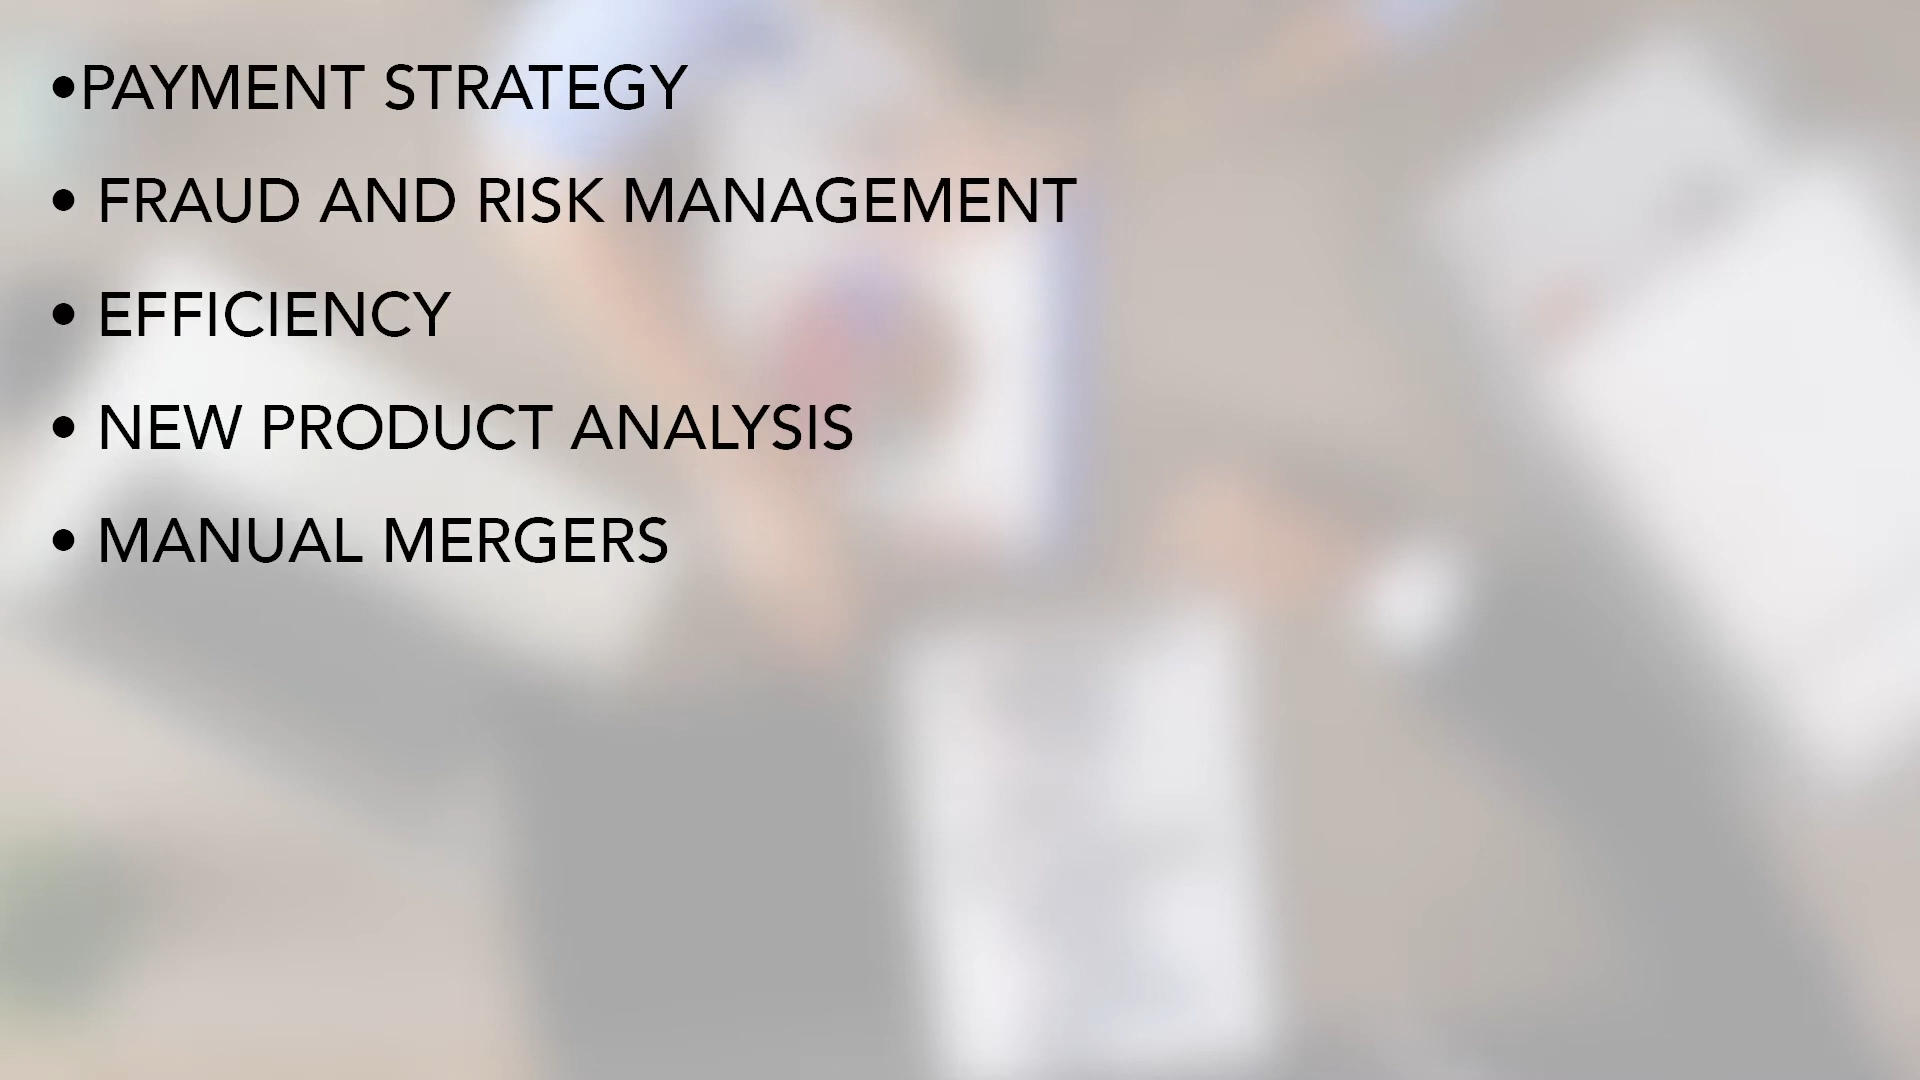 •PAYMENT STRATEGY
• FRAUD AND RISK MANAGEMENT
• EFFICIENCY
• NEW PRODUCT ANALYSIS
• MANUAL MERGERS